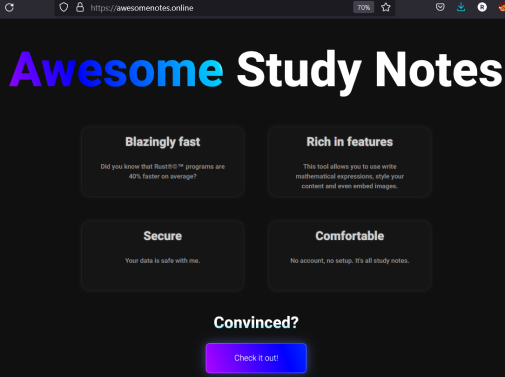 https://awesomenotes.online
70%
R
Awesome Study Notes
Blazingly fast
Did you know that Rust®©™ programs are
40% faster on average?
Rich in features
This tool allows you to use write
mathematical expressions, style your
content and even embed images.
Secure
Your data is safe with me.
Comfortable
No account, no setup. It's all study notes.
Convinced?
Check it out!